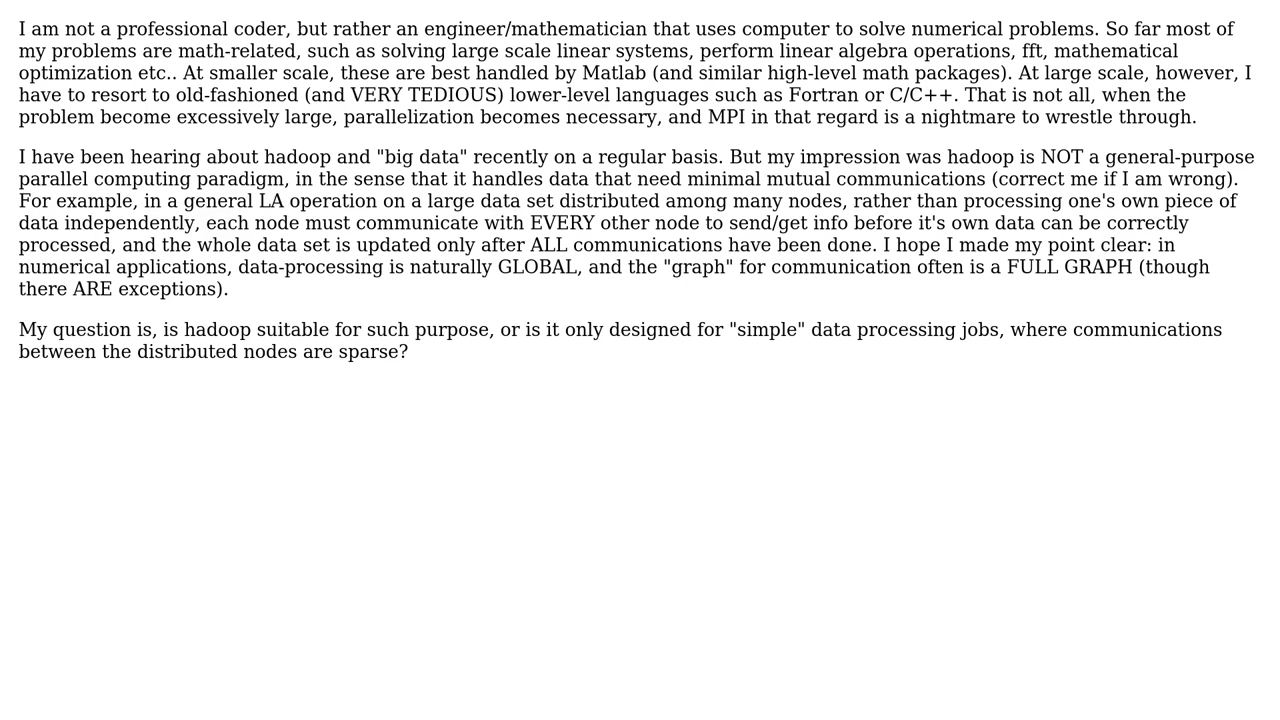 I am not a professional coder, but rather an engineer/mathematician that uses computer to solve numerical problems. So far most of
my problems are math-related, such as solving large scale linear systems, perform linear algebra operations, fft, mathematical
optimization etc.. At smaller scale, these are best handled by Matlab (and similar high-level math packages). At large scale, however, I
have to resort to old-fashioned (and VERY TEDIOUS) lower-level languages such as Fortran or C/C++. That is not all, when the
problem become excessively large, parallelization becomes necessary, and MPI in that regard is a nightmare to wrestle through.
I have been hearing about hadoop and "big data" recently on a regular basis. But my impression was hadoop is NOT a general-purpose
parallel computing paradigm, in the sense that it handles data that need minimal mutual communications (correct me if I am wrong).
For example, in a general LA operation on a large data set distributed among many nodes, rather than processing one's own piece of
data independently, each node must communicate with EVERY other node to send/get info before it's own data can be correctly
processed, and the whole data set is updated only after ALL communications have been done. I hope I made my point clear: in
numerical applications, data-processing is naturally GLOBAL, and the "graph" for communication often is a FULL GRAPH (though
there ARE exceptions).
My question is, is hadoop suitable for such purpose, or is it only designed for "simple" data processing jobs, where communications
between the distributed nodes are sparse?